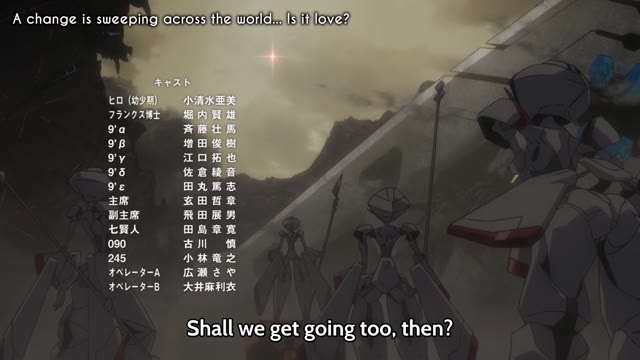 A change is sweeping across the world... Is it love?
キャスト
ヒロ（幼少期） 小清水亜美
フランクス博士 堀内賢雄
9'α 斉藤壮馬
9'β 増田俊樹
9'γ 江口拓也
9'δ 佐倉綾音
9'ε 田丸篤志
主席 玄田哲章
副主席 飛田展男
七賢人 田島章寛
090 古川 慎
245 小林竜之
オペレーターA 広瀬さや
オペレーターB 大井麻利衣
Shall we get going too, then?